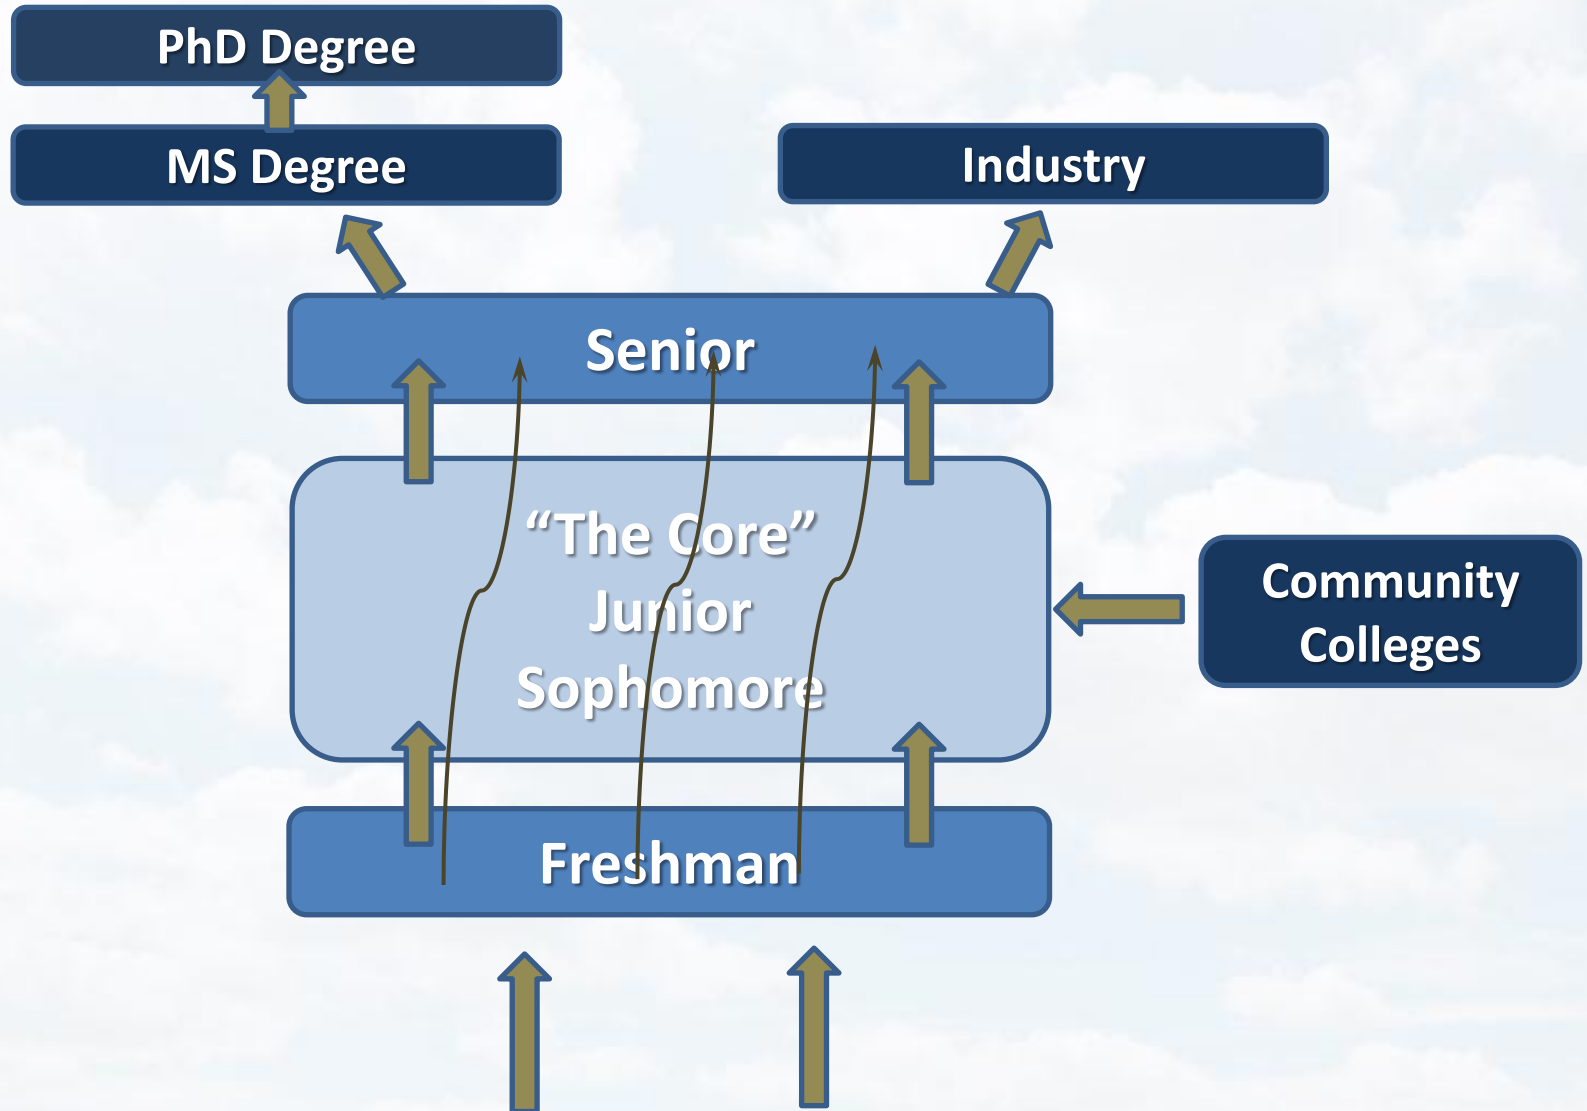 PhD Degree
MS Degree
Industry
Senior
“The Core”
Junior
Sophomore
Community
Colleges
Freshman